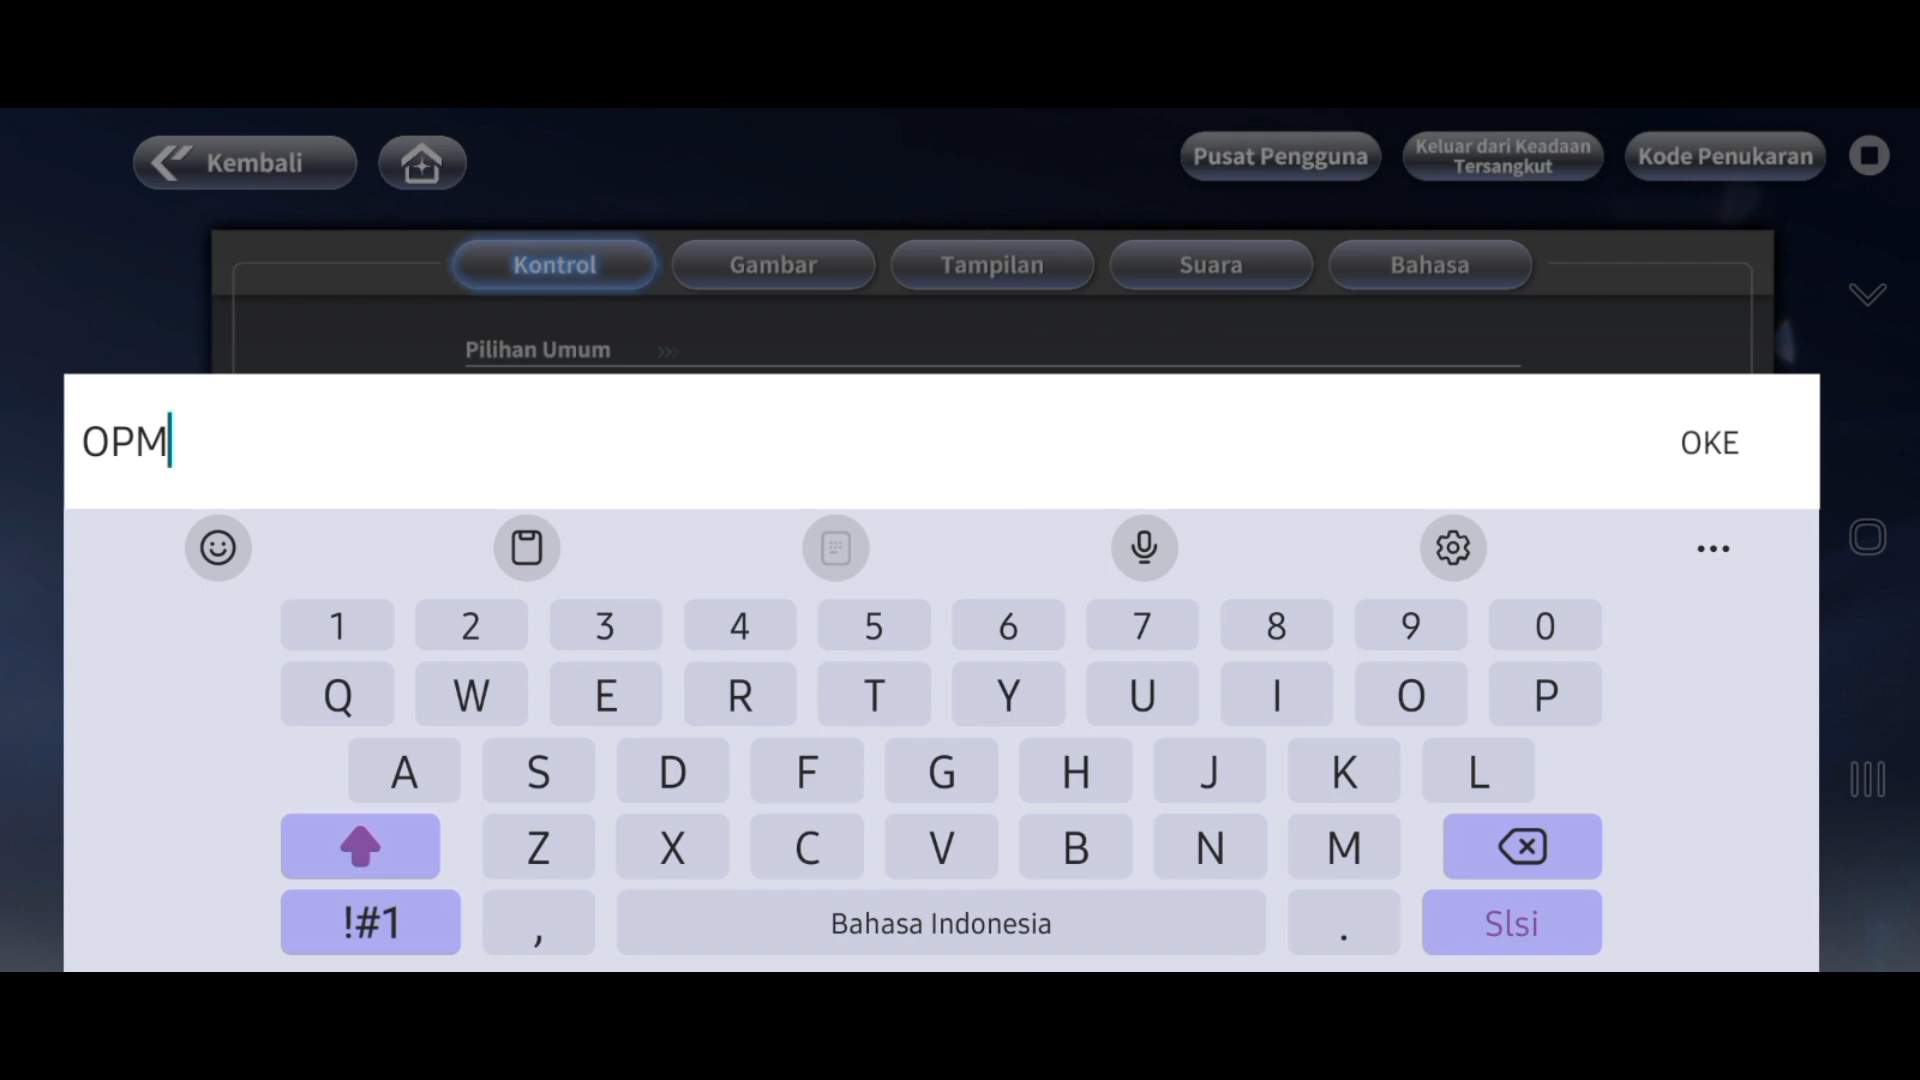 Kembali
Pusat Pengguna
Keluar dari Keadaan
Tersangkut
Kode Penukaran
Kontrol
Gambar
Tampilan
Suara
Bahasa
Pilihan Umum
OPM
OKE
1 2 3 4 5 6 7 8 9 0
Q W E R T Y U I O P
A S D F G H J K L
Z X C V B N M
!#1 , Bahasa Indonesia . Slsi